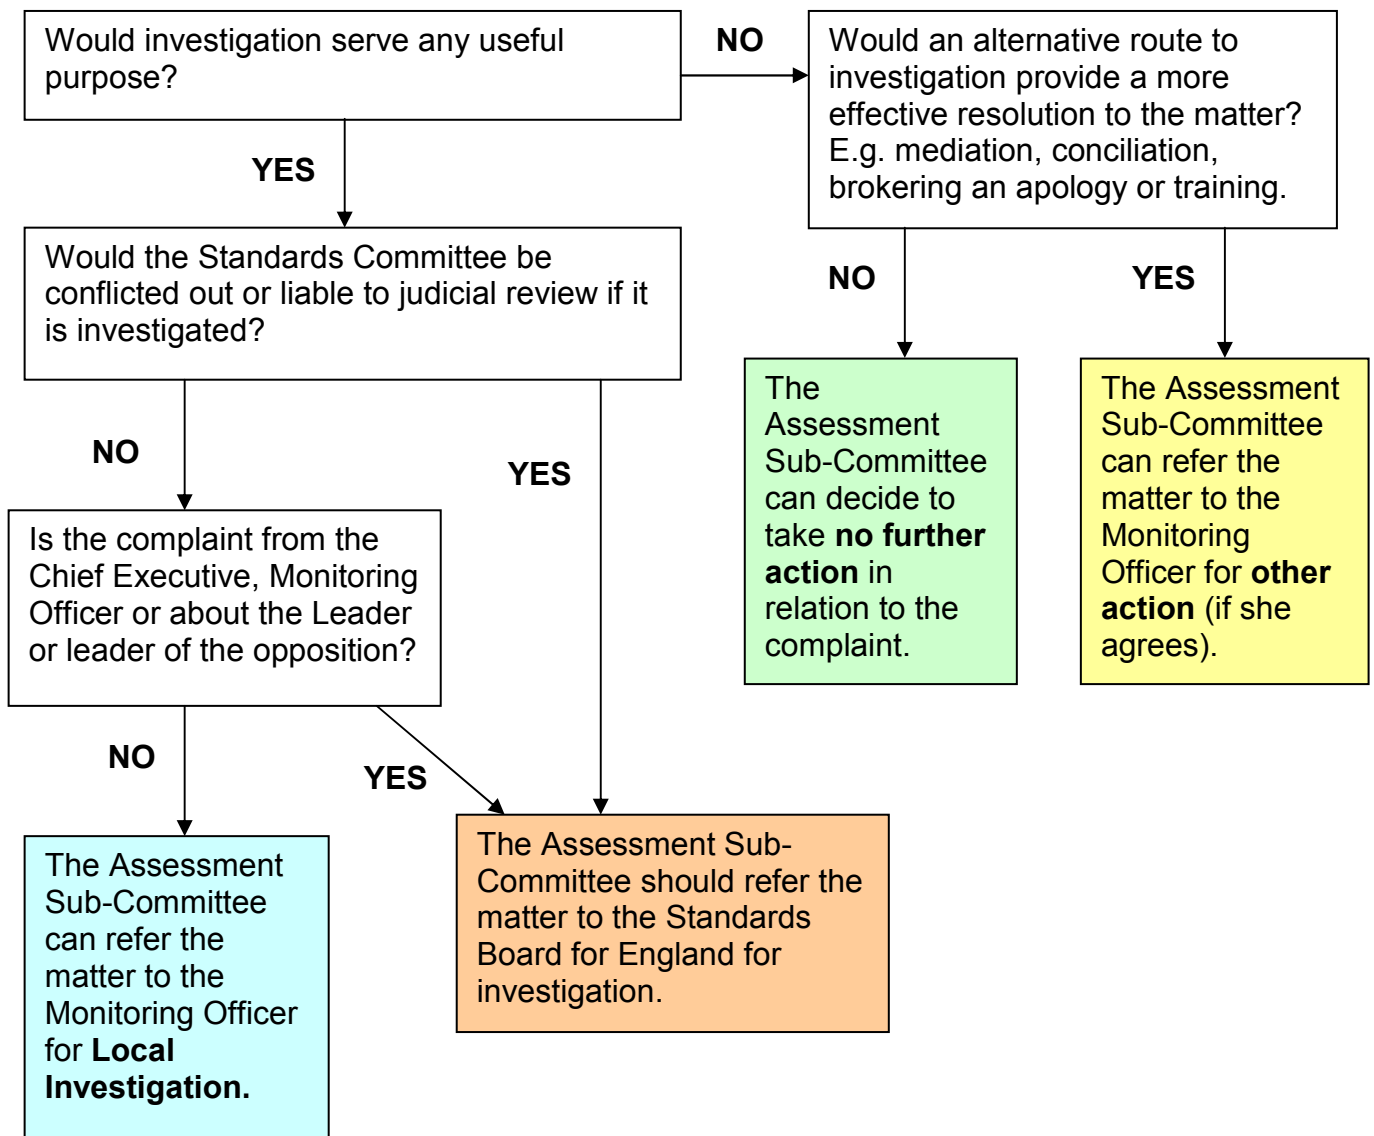 Would investigation serve any useful
purpose?
NO
Would an alternative route to
investigation provide a more
effective resolution to the matter?
E.g. mediation, conciliation,
brokering an apology or training.
YES
Would the Standards Committee be
conflicted out or liable to judicial review if it
is investigated?
NO
YES
NO
YES
The
Assessment
Sub-Committee
can decide to
take no further
action in
relation to the
complaint.
The Assessment
Sub-Committee
can refer the
matter to the
Monitoring
Officer for other
action (if she
agrees).
Is the complaint from the
Chief Executive, Monitoring
Officer or about the Leader
or leader of the opposition?
NO
YES
The Assessment
Sub-Committee
can refer the
matter to the
Monitoring Officer
for Local
Investigation.
The Assessment Sub-
Committee should refer the
matter to the Standards
Board for England for
investigation.